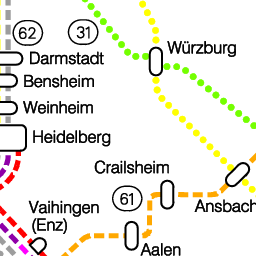 62
31
Würzburg
Darmstadt
Bensheim
Weinheim
Heidelberg
Crailsheim
61
Ansbach
Vaihingen
(Enz)
Aalen